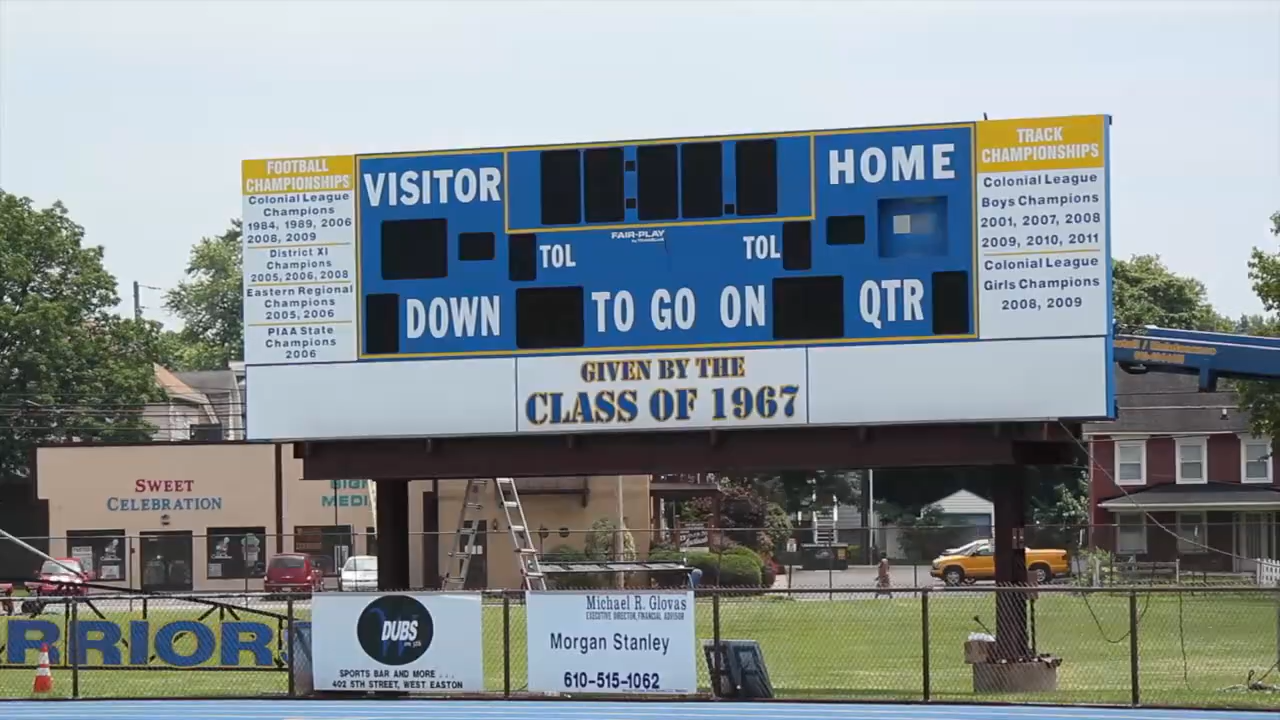 FOOTBALL
CHAMPIONSHIPS
Colonial League
Champions
1984, 1989, 2006
2008, 2009
District XI
Champions
2005, 2006, 2008
Eastern Regional
Champions
2005, 2006
PIAA State
Champions
2006
VISITOR
HOME
FAIR-PLAY
TOL
TOL
DOWN
TO GO ON
QTR
TRACK
CHAMPIONSHIPS
Colonial League
Boys Champions
2001, 2007, 2008
2009, 2010, 2011
Colonial League
Girls Champions
2008, 2009
GIVEN BY THE
CLASS OF 1967
SWEET
CELEBRATION
MEDI
RRIORS
DUBS
SPORTS BAR AND MORE . . .
402 5TH STREET, WEST EASTON
Michael R. Glovas
EXECUTIVE DIRECTOR, FINANCIAL ADVISOR
Morgan Stanley
610-515-1062